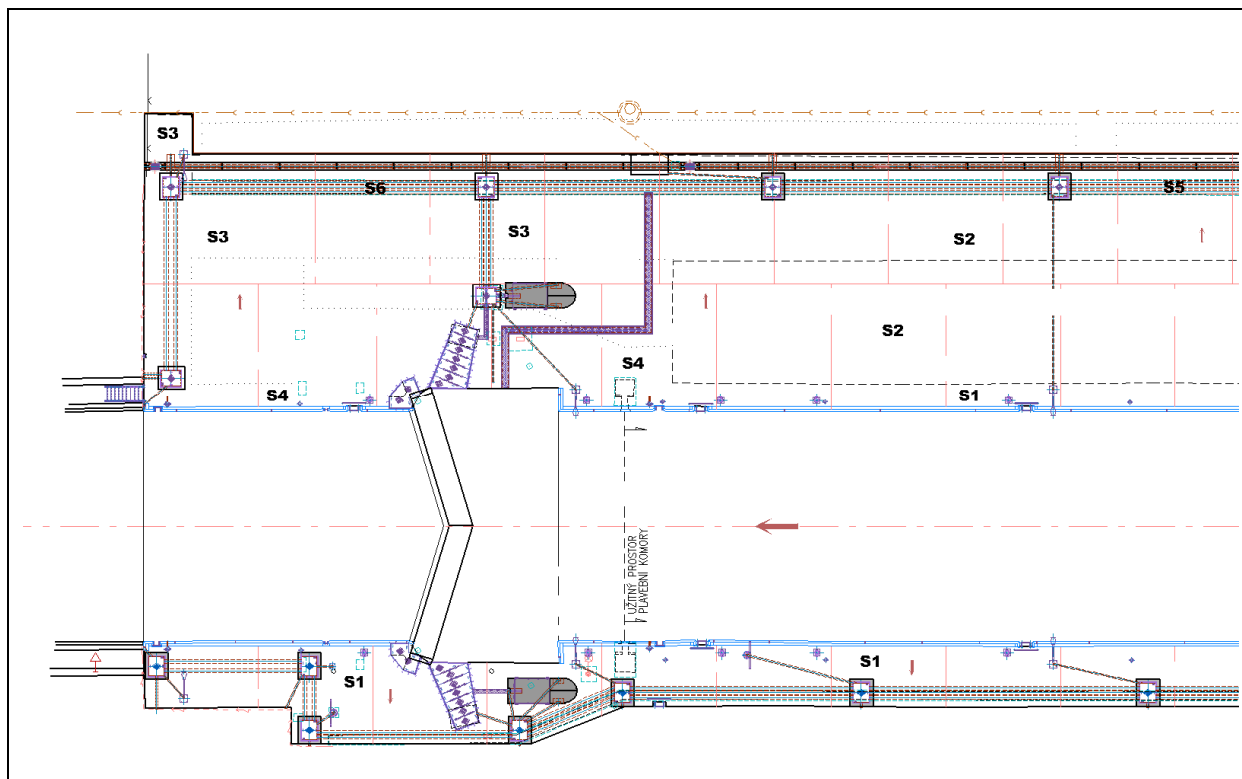 S3
S6
S5
S3
S3
S2
S2
S4
S4
S1
UŽITNÝ PROSTOR
PLAVEBNÍ KOMORY
S1
S1